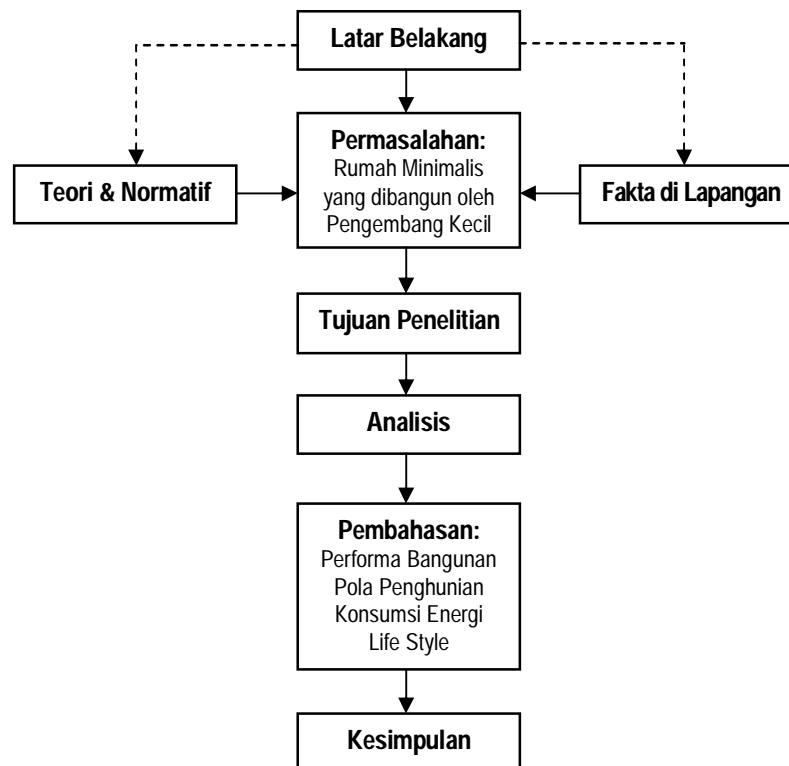 Latar Belakang
Permasalahan:
Rumah Minimalis
yang dibangun oleh
Pengembang Kecil
Teori & Normatif
Fakta di Lapangan
Tujuan Penelitian
Analisis
Pembahasan:
Performa Bangunan
Pola Penghunian
Konsumsi Energi
Life Style
Kesimpulan